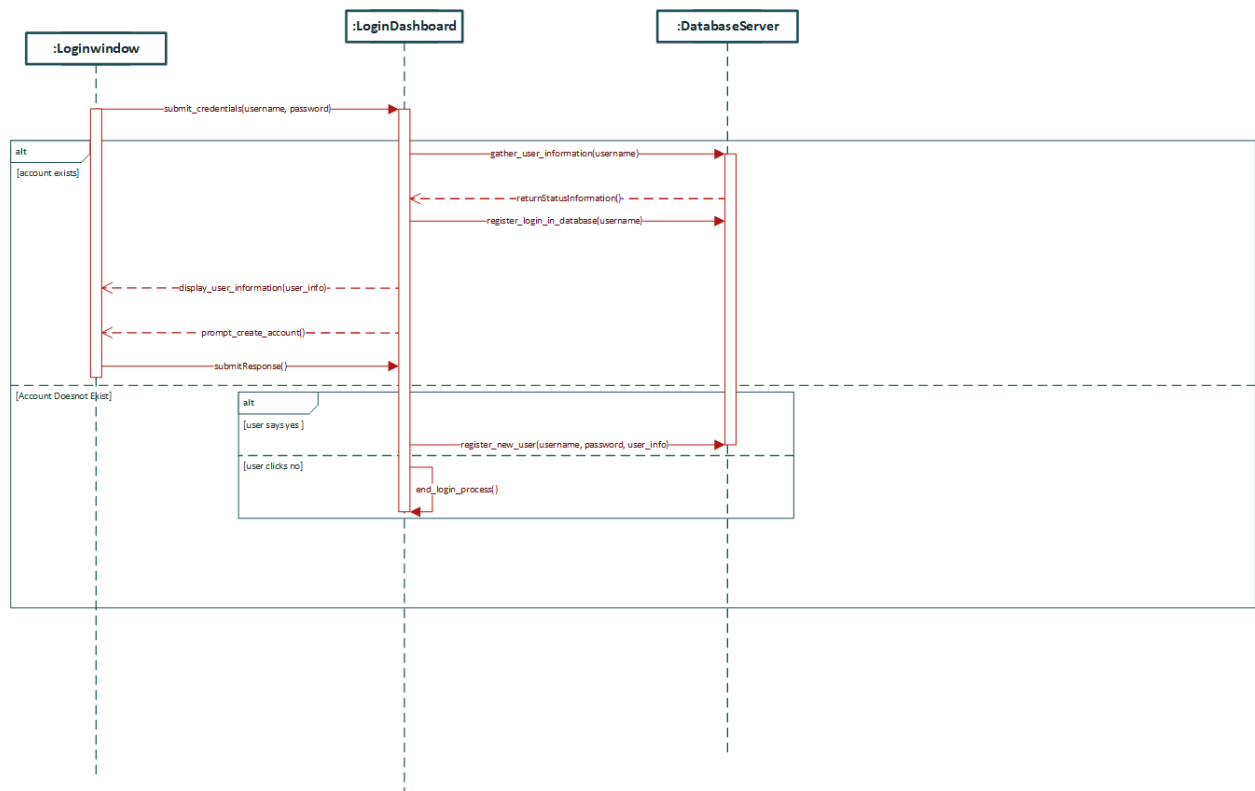 :Loginwindow
:LoginDashboard
:DatabaseServer
submit_credentials(username, password)
alt
[account exists]
gather_user_information(username)
returnStatusInformation()
register_login_in_database(username)
display_user_information(user_info)
prompt_create_account()
submitResponse()
[Account Doesnot Exist]
alt
[user says yes ]
register_new_user(username, password, user_info)
[user clicks no]
end_login_process()